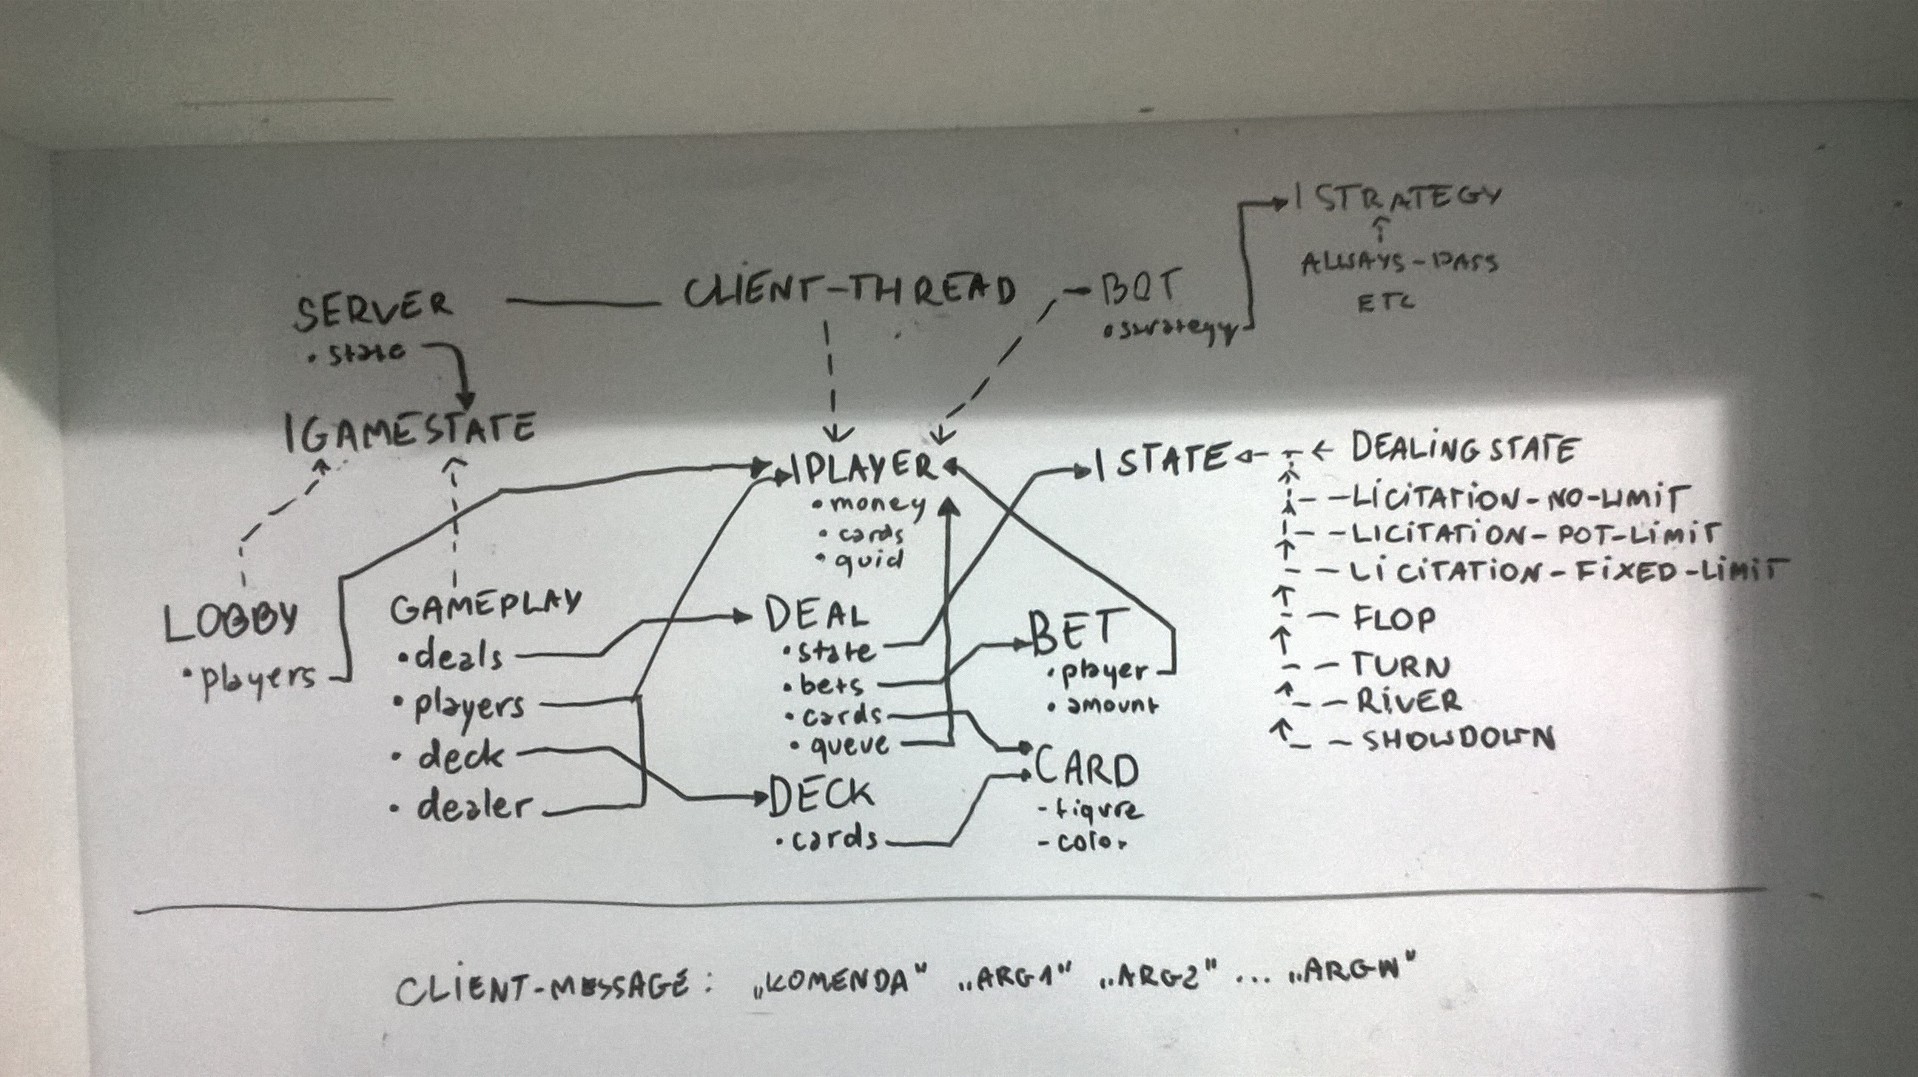 ISTRATEGY
ALWAYS-PASS
ETC
SERVER
• state
CLIENT-THREAD
BOT
• strategy
IGAMESTATE
LOBBY
• players
GAMEPLAY
• deals
• players
• deck
• dealer
IPLAYER
• money
• cards
• guid
DEAL
• state
• bets
• cards
• queue
DECK
• cards
BET
• player
• amount
CARD
- figure
- color
ISTATE
DEALING STATE
LICITATION-NO-LIMIT
LICITATION-POT-LIMIT
LICITATION-FIXED-LIMIT
FLOP
TURN
RIVER
SHOWDOWN
CLIENT-MESSAGE: „KOMENDA" „ARG1" „ARG2" ... „ARGN"